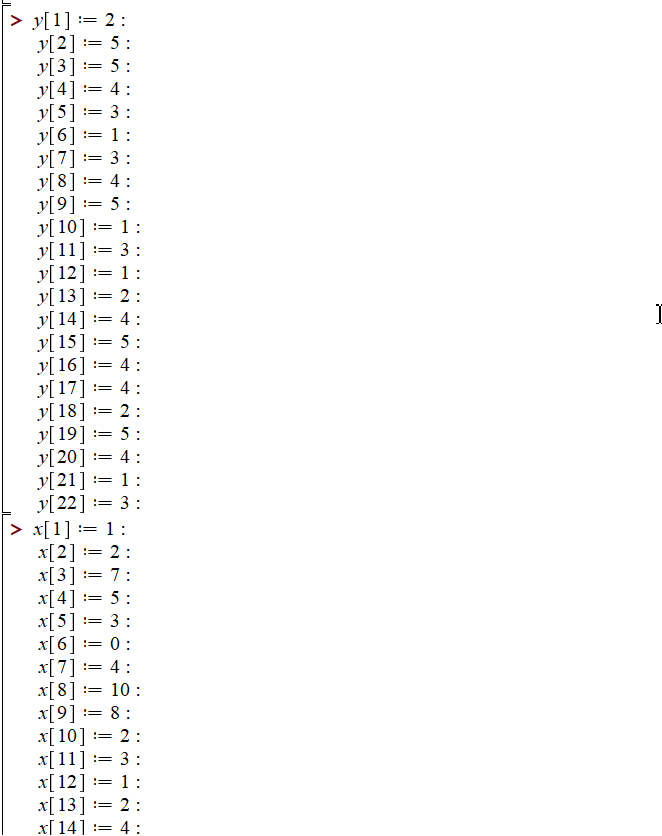 > y[1] := 2 :
y[2] := 5 :
y[3] := 5 :
y[4] := 4 :
y[5] := 3 :
y[6] := 1 :
y[7] := 3 :
y[8] := 4 :
y[9] := 5 :
y[10] := 1 :
y[11] := 3 :
y[12] := 1 :
y[13] := 2 :
y[14] := 4 :
y[15] := 5 :
y[16] := 4 :
y[17] := 4 :
y[18] := 2 :
y[19] := 5 :
y[20] := 4 :
y[21] := 1 :
y[22] := 3 :
> x[1] := 1 :
x[2] := 2 :
x[3] := 7 :
x[4] := 5 :
x[5] := 3 :
x[6] := 0 :
x[7] := 4 :
x[8] := 10 :
x[9] := 8 :
x[10] := 2 :
x[11] := 3 :
x[12] := 1 :
x[13] := 2 :
x[14] := 4 :